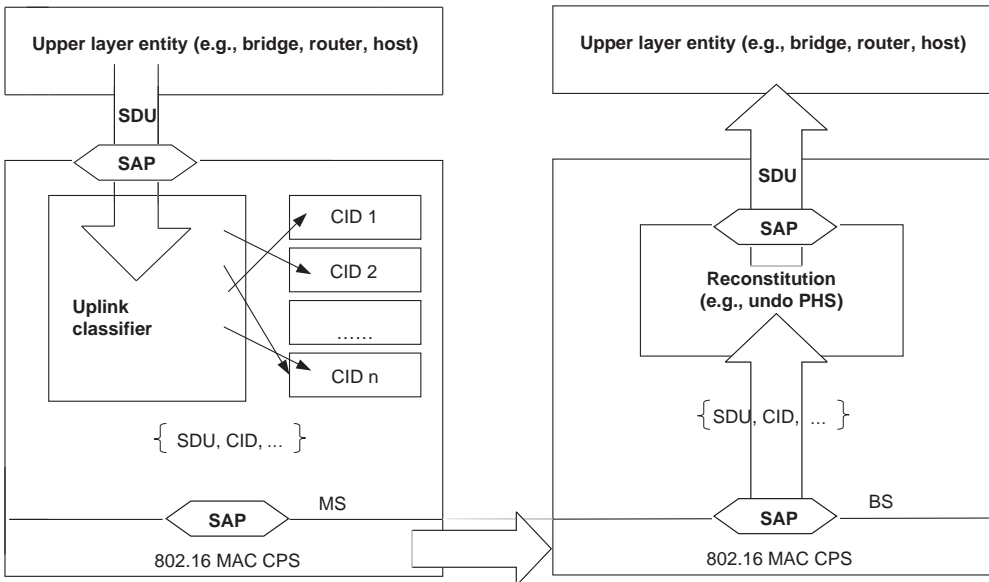 Upper layer entity (e.g., bridge, router, host)
SDU
SAP
Uplink
classifier
CID 1
CID 2
......
CID n
{ SDU, CID, ... }
SAP
MS
802.16 MAC CPS
Upper layer entity (e.g., bridge, router, host)
SDU
SAP
Reconstitution
(e.g., undo PHS)
{ SDU, CID, ... }
SAP
BS
802.16 MAC CPS